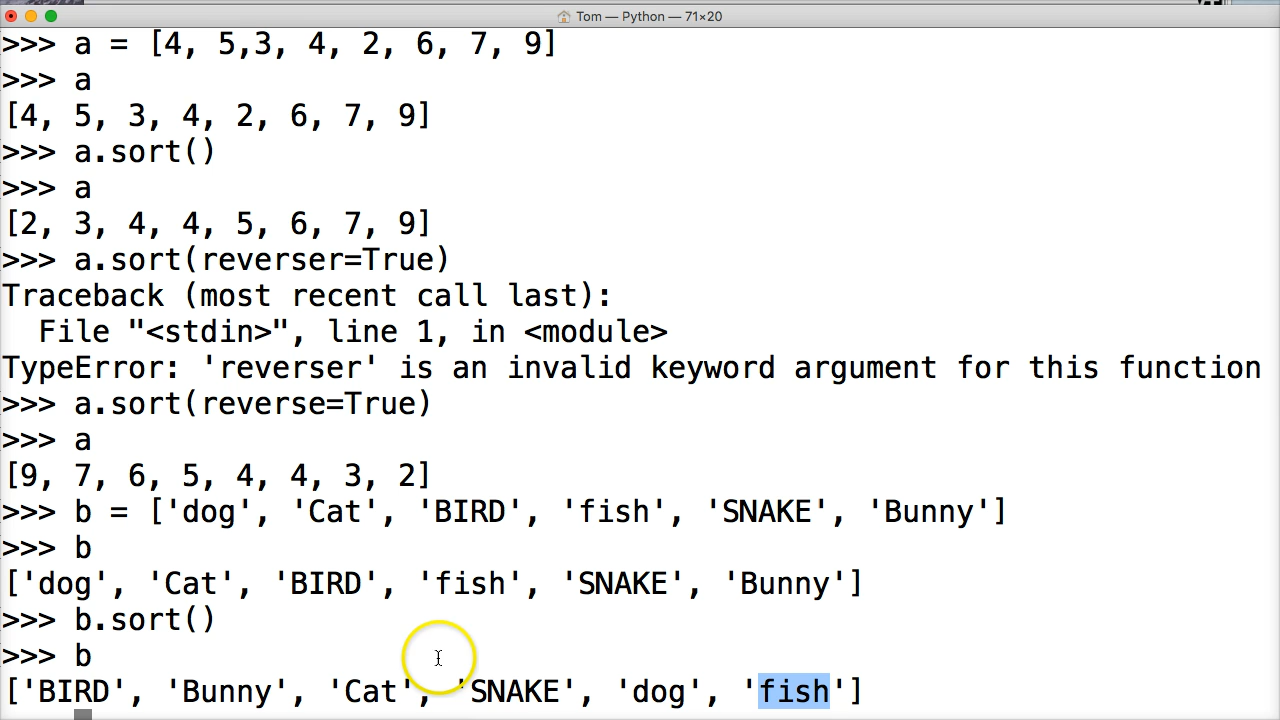 Tom — Python — 71×20
>>> a = [4, 5,3, 4, 2, 6, 7, 9]
>>> a
[4, 5, 3, 4, 2, 6, 7, 9]
>>> a.sort()
>>> a
[2, 3, 4, 4, 5, 6, 7, 9]
>>> a.sort(reverser=True)
Traceback (most recent call last):
  File "<stdin>", line 1, in <module>
TypeError: 'reverser' is an invalid keyword argument for this function
>>> a.sort(reverse=True)
>>> a
[9, 7, 6, 5, 4, 4, 3, 2]
>>> b = ['dog', 'Cat', 'BIRD', 'fish', 'SNAKE', 'Bunny']
>>> b
['dog', 'Cat', 'BIRD', 'fish', 'SNAKE', 'Bunny']
>>> b.sort()
>>> b
['BIRD', 'Bunny', 'Cat', 'SNAKE', 'dog', 'fish']